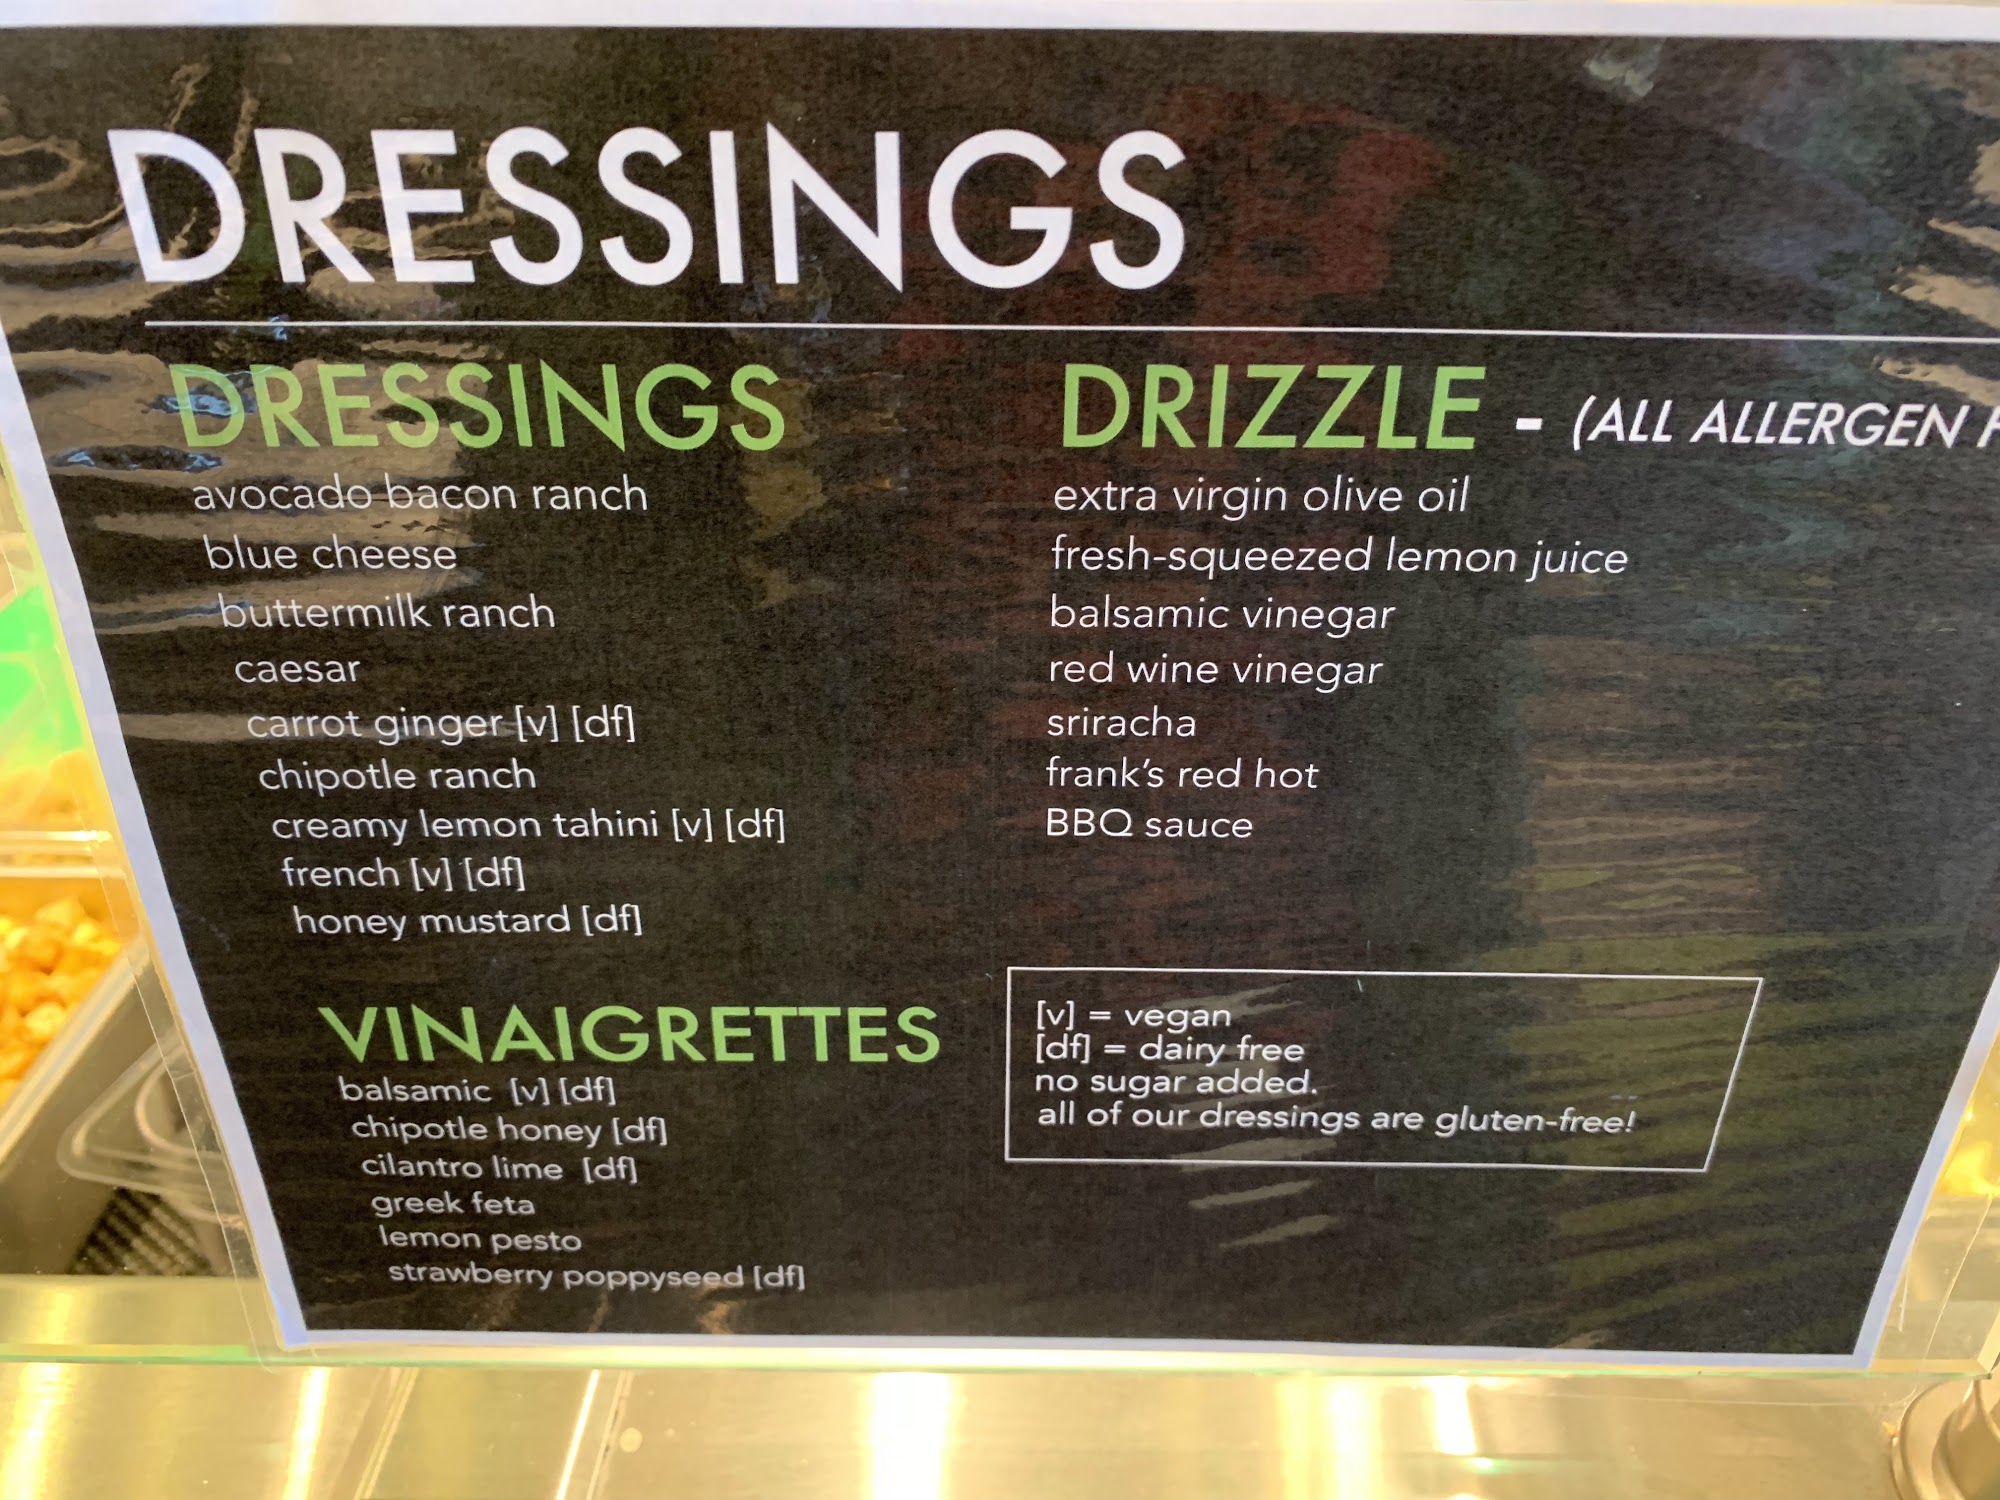 DRESSINGS
DRESSINGS
avocado bacon ranch
blue cheese
buttermilk ranch
caesar
carrot ginger [v] [df]
chipotle ranch
creamy lemon tahini [v] [df]
french [v] [df]
honey mustard [df]
VINAIGRETTES
balsamic [v] [df]
chipotle honey [df]
cilantro lime [df]
greek feta
lemon pesto
strawberry poppyseed [df]
DRIZZLE - (ALL ALLERGEN
extra virgin olive oil
fresh-squeezed lemon juice
balsamic vinegar
red wine vinegar
sriracha
frank's red hot
BBQ sauce
[v] = vegan
[df] = dairy free
no sugar added.
all of our dressings are gluten-free!